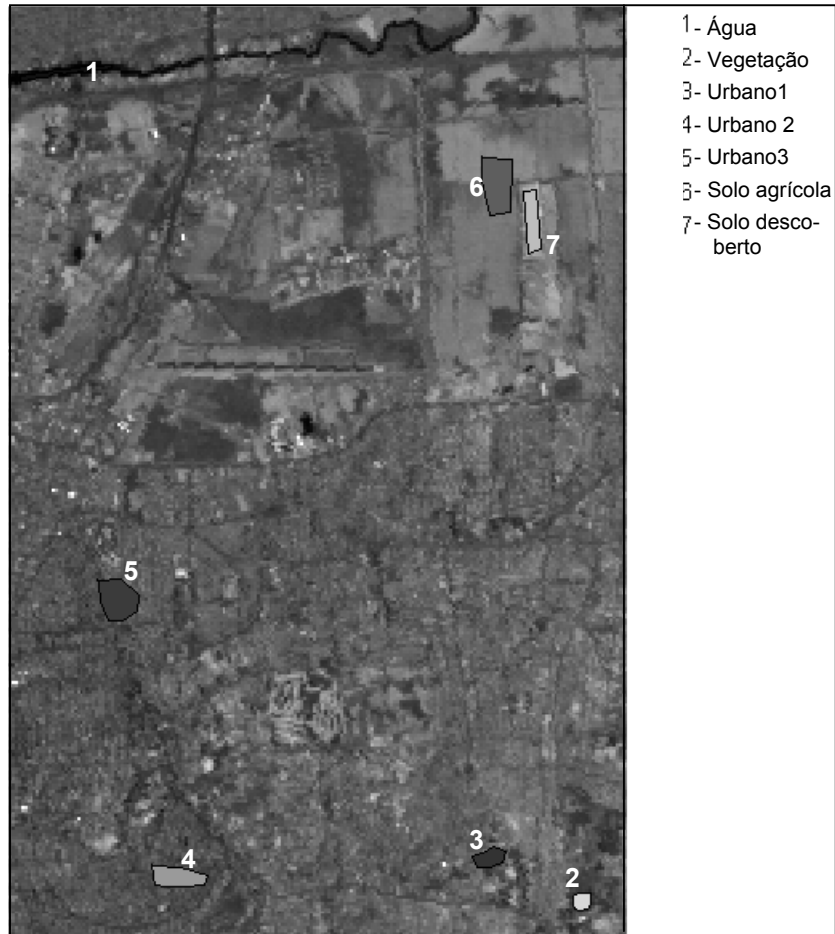 1
6
7
5
4
3
2
1- Água
2- Vegetação
3- Urbano1
4- Urbano 2
5- Urbano3
6- Solo agrícola
7- Solo desco-
berto